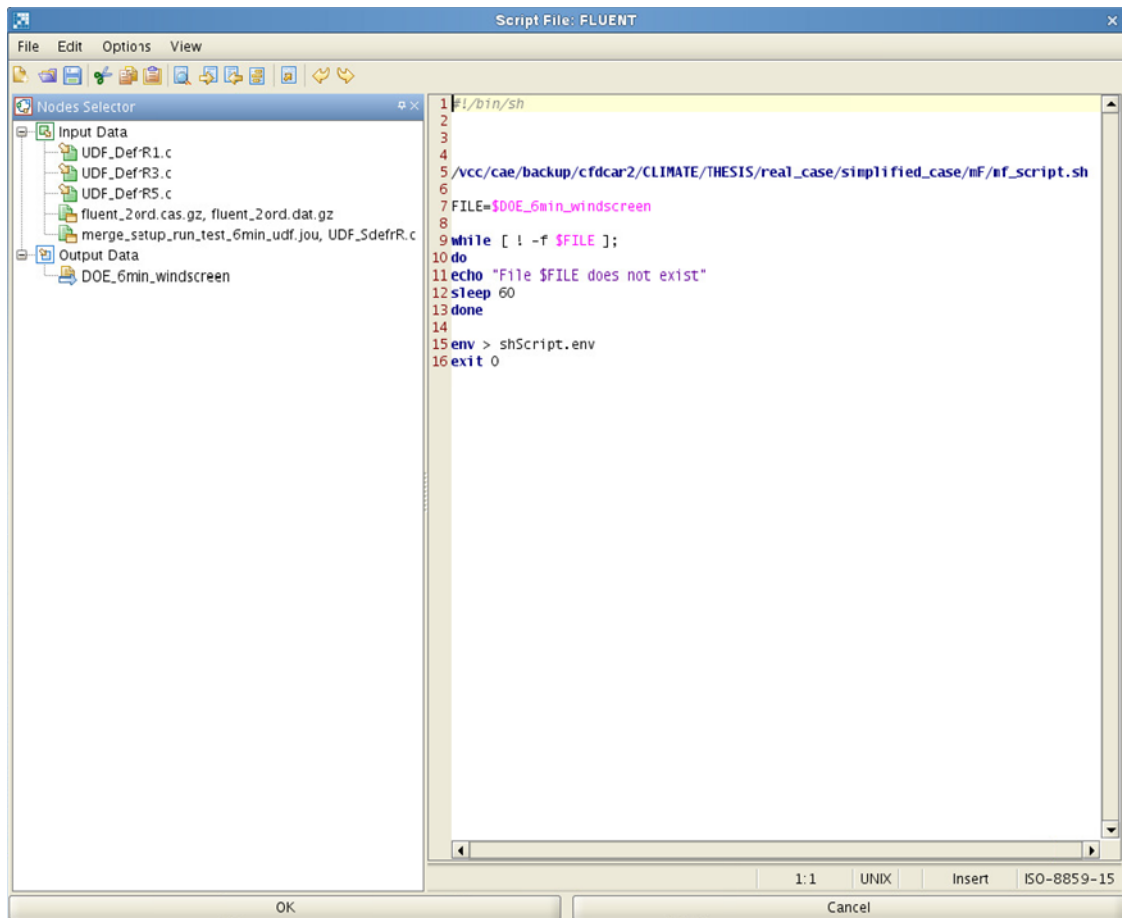 Script File: FLUENT
File Edit Options View
Nodes Selector
Input Data
UDF_DefrR1.c
UDF_DefrR3.c
UDF_DefrR5.c
fluent_2ord.cas.gz, fluent_2ord.dat.gz
merge_setup_run_test_6min_udf.jou, UDF_SdefrR.c
Output Data
DOE_6min_windscreen
1 #!/bin/sh
2
3
4
5 /vcc/cae/backup/cfdcar2/CLIMATE/THESIS/real_case/simplified_case/mF/mf_script.sh
6
7 FILE=$DOE_6min_windscreen
8
9 while [ ! -f $FILE ];
10 do
11 echo "File $FILE does not exist"
12 sleep 60
13 done
14
15 env > shScript.env
16 exit 0
1:1 UNIX Insert ISO-8859-15
OK Cancel